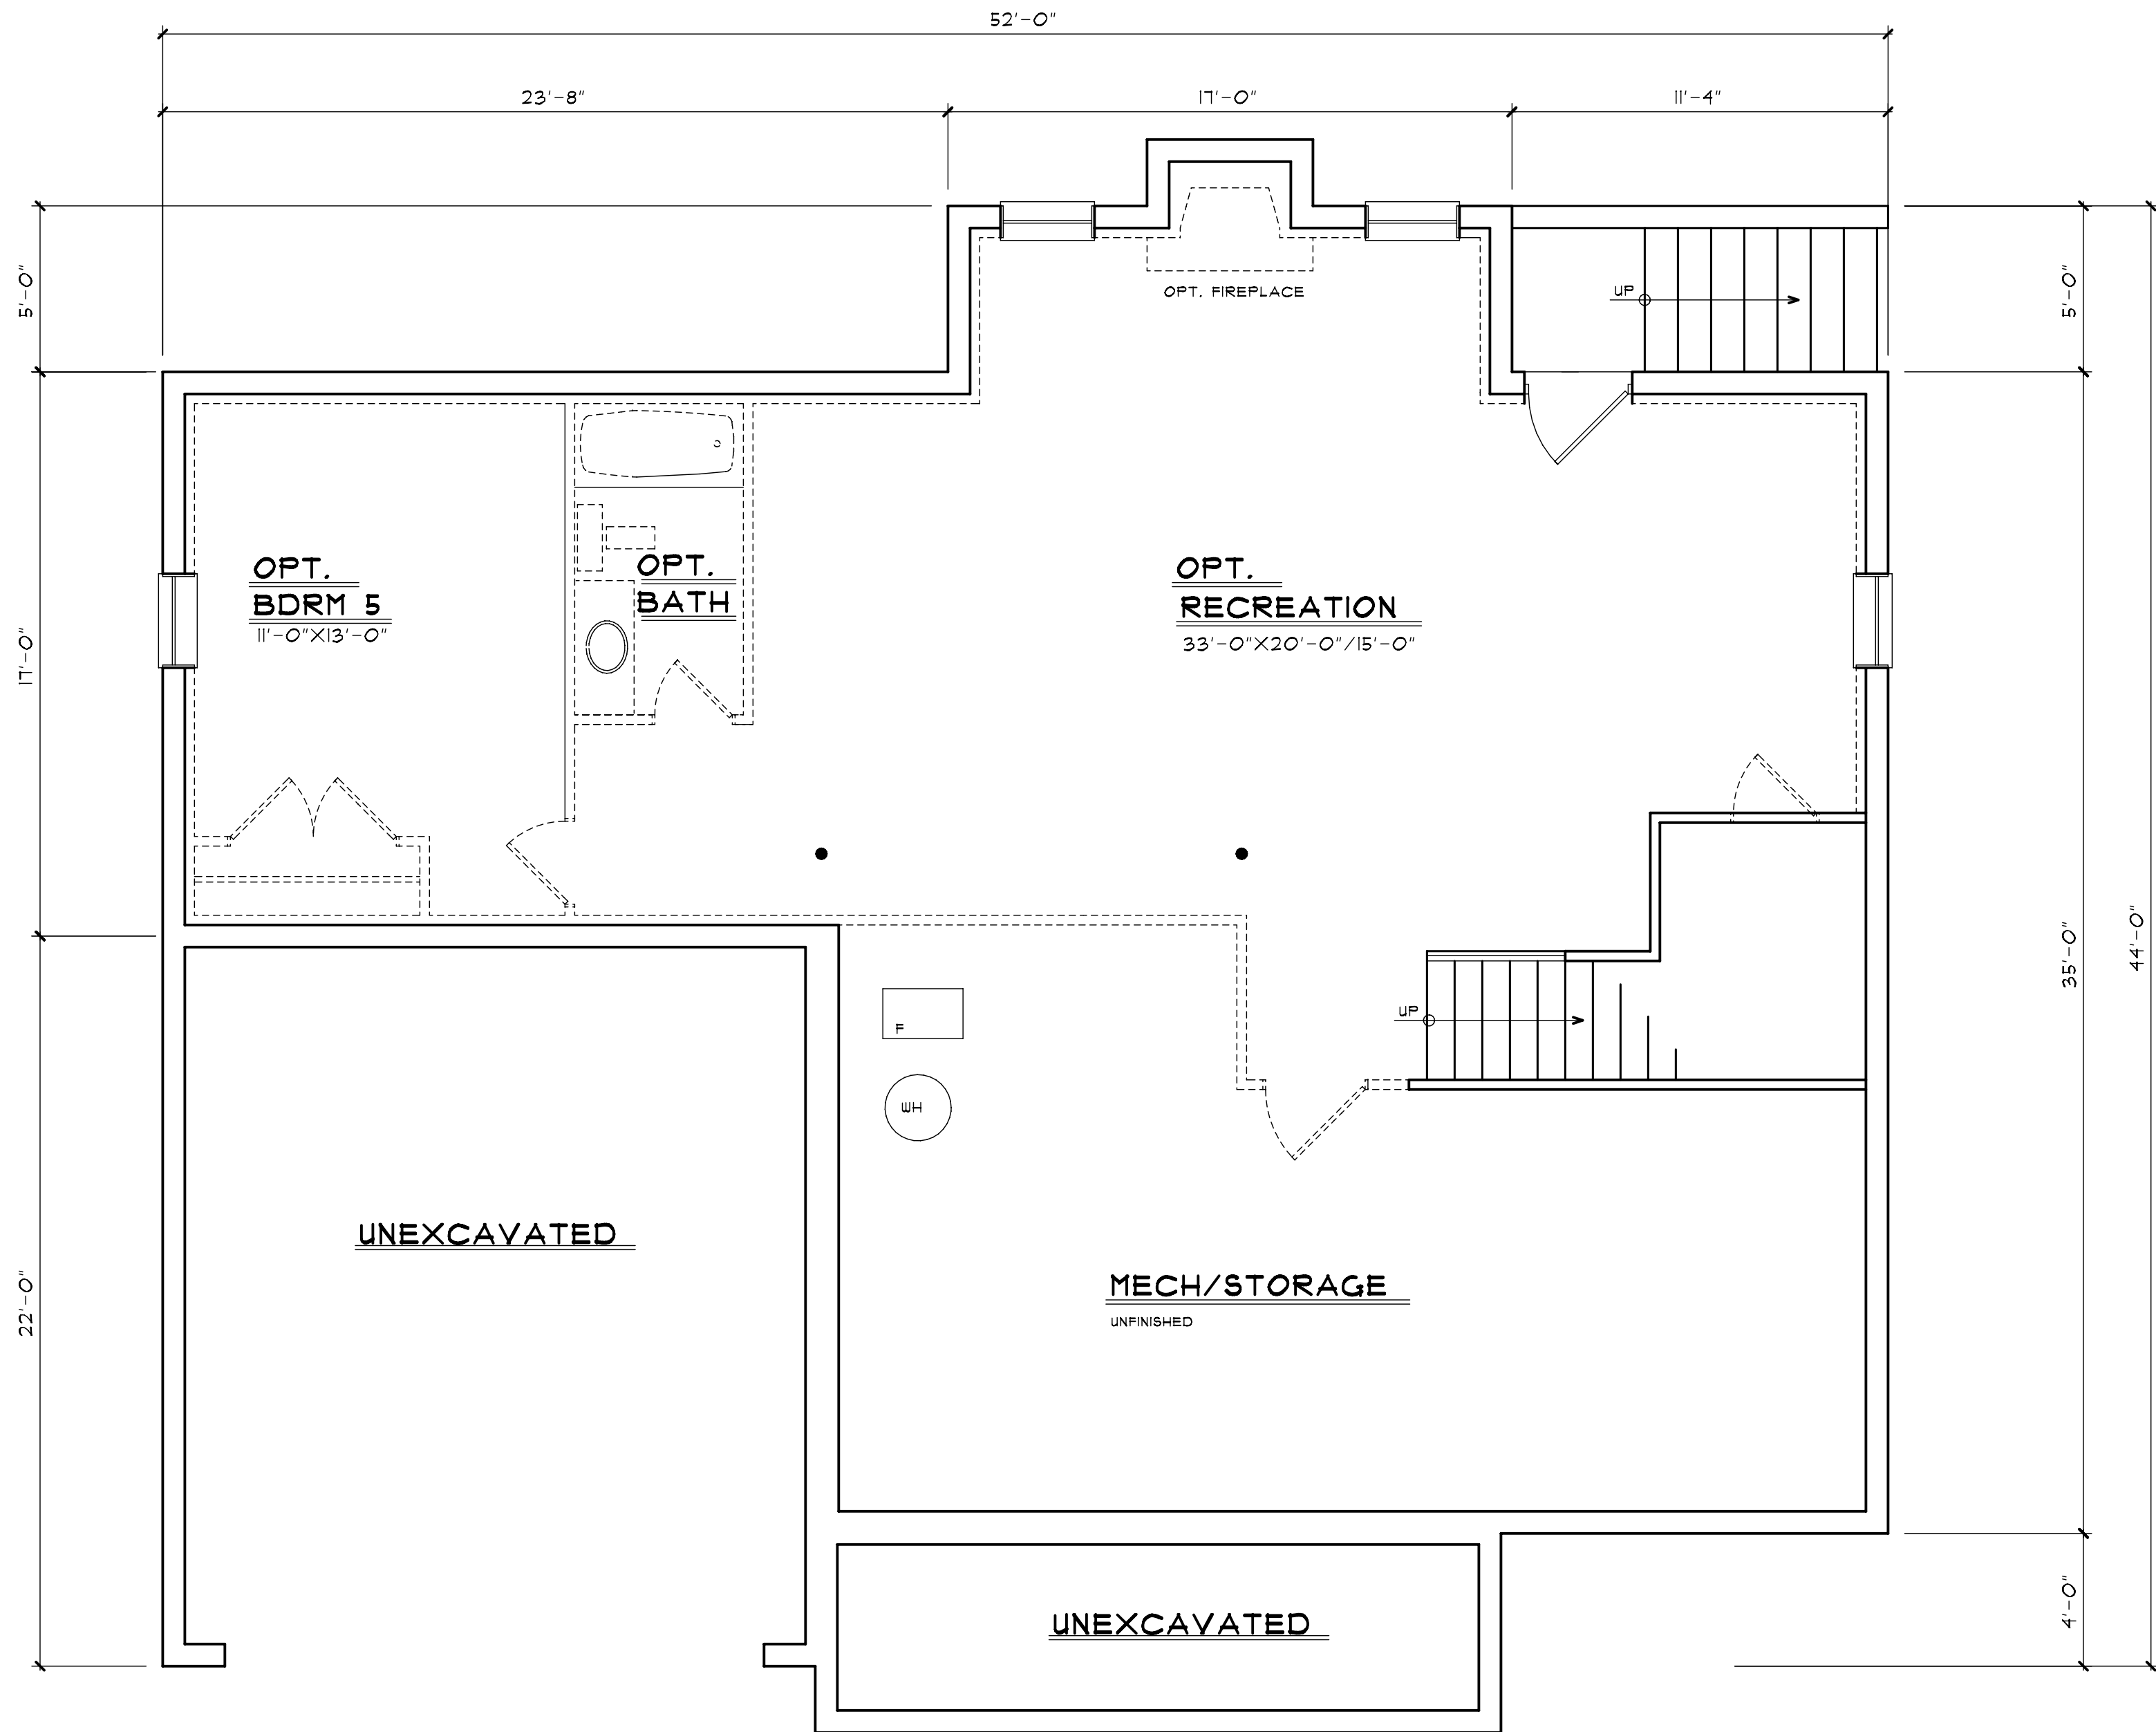 52'-0"
23'-8"
17'-0"
11'-4"
5'-0"
5'-0"
OPT. FIREPLACE
UP
OPT.
BDRM 5
11'-0"X13'-0"
OPT.
BATH
OPT.
RECREATION
33'-0"X20'-0"/15'-0"
17'-0"
35'-0"
44'-0"
UP
F
WH
UNEXCAVATED
22'-0"
MECH/STORAGE
UNFINISHED
UNEXCAVATED
4'-0"